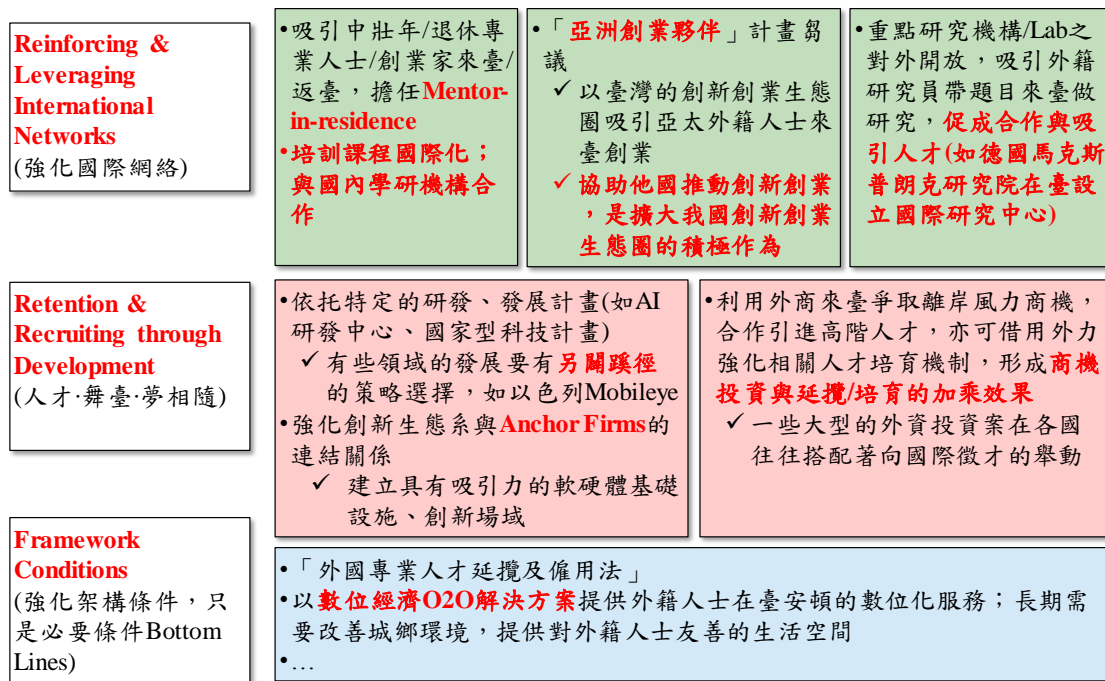 Reinforcing &
Leveraging
International
Networks
(強化國際網絡)
•吸引中壯年/退休專
業人士/創業家來臺/
返臺，擔任Mentor-
in-residence
•培訓課程國際化；
與國內學研機構合
作
•「亞洲創業夥伴」計畫芻
議
✓ 以臺灣的創新創業生態
圈吸引亞太外籍人士來
臺創業
✓ 協助他國推動創新創業
，是擴大我國創新創業
生態圈的積極作為
•重點研究機構/Lab之
對外開放，吸引外籍
研究員帶題目來臺做
研究，促成合作與吸
引人才(如德國馬克斯
普朗克研究院在臺設
立國際研究中心)
Retention &
Recruiting through
Development
(人才·舞臺·夢相隨)
•依托特定的研發、發展計畫(如AI
研發中心、國家型科技計畫)
✓ 有些領域的發展要有另闢蹊徑
的策略選擇，如以色列Mobileye
•強化創新生態系與Anchor Firms的
連結關係
✓ 建立具有吸引力的軟硬體基礎
設施、創新場域
•利用外商來臺爭取離岸風力商機，
合作引進高階人才，亦可借用外力
強化相關人才培育機制，形成商機
投資與延攬/培育的加乘效果
✓ 一些大型的外資投資案在各國
往往搭配著向國際徵才的舉動
Framework
Conditions
(強化架構條件，只
是必要條件Bottom
Lines)
•「外國專業人才延攬及僱用法」
•以數位經濟O2O解決方案提供外籍人士在臺安頓的數位化服務；長期需
要改善城鄉環境，提供對外籍人士友善的生活空間
•…